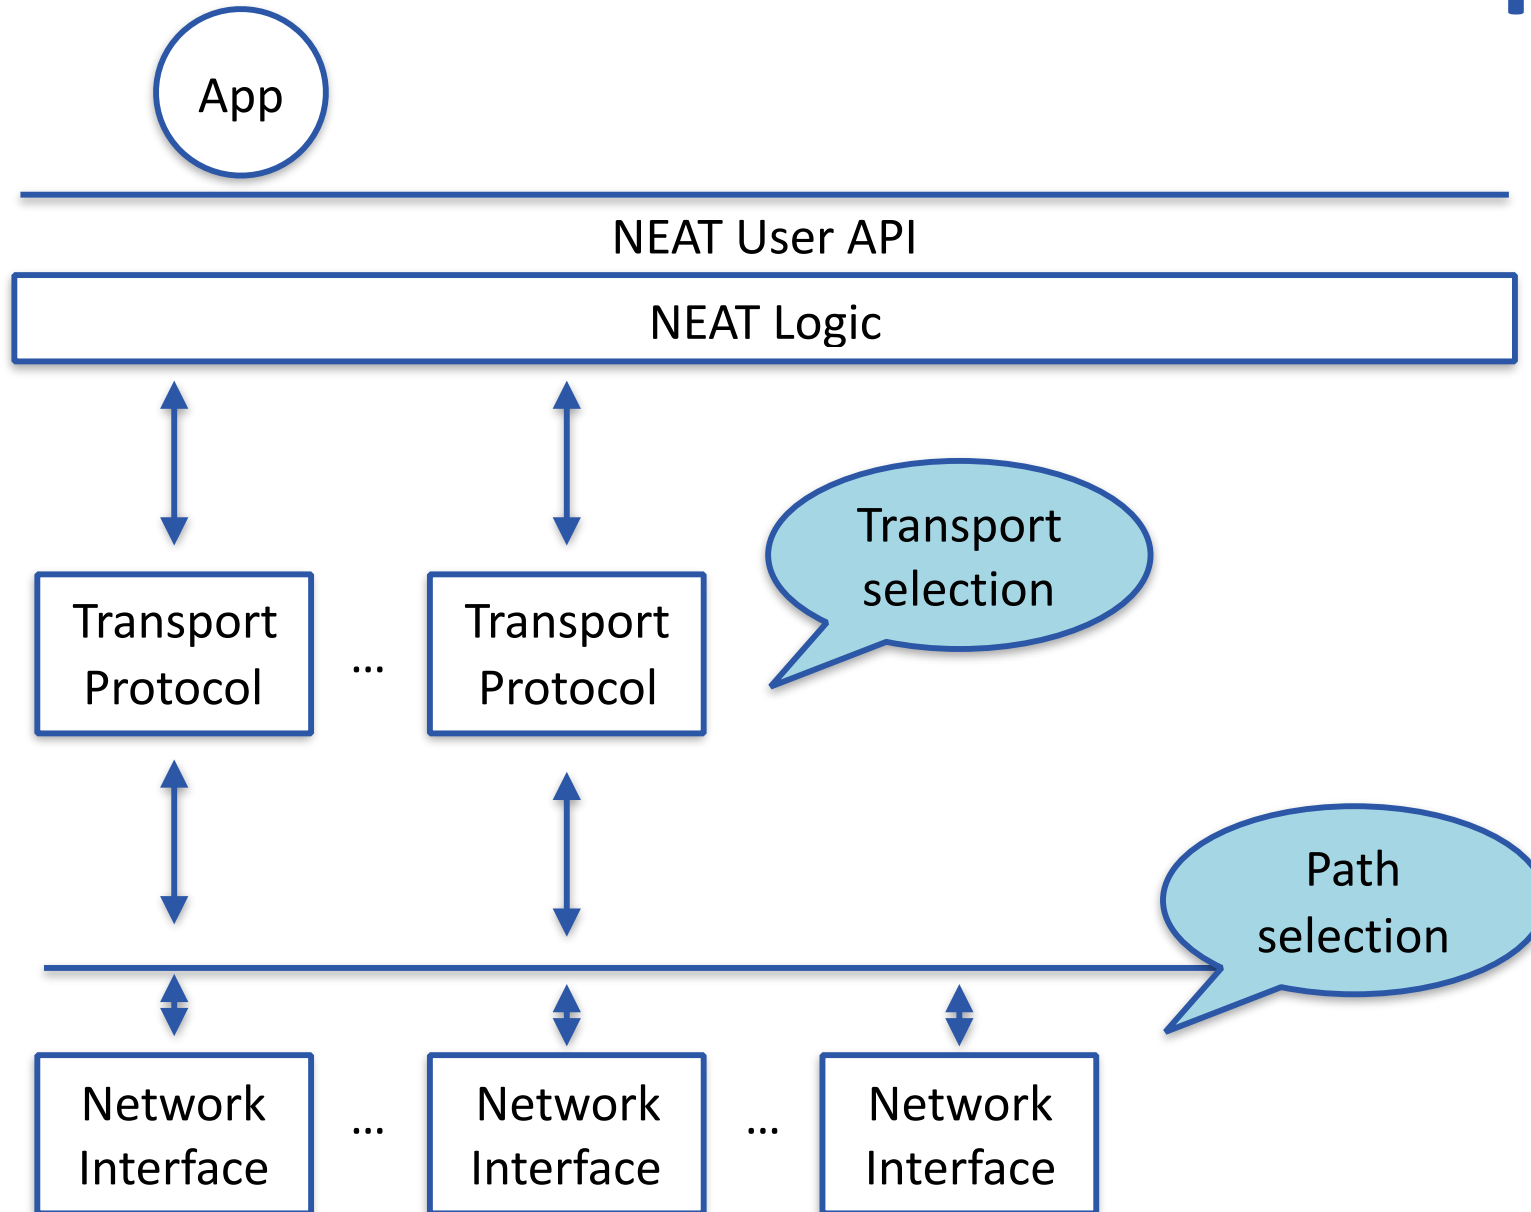 App
NEAT User API
NEAT Logic
Transport
selection
Transport
Protocol
...
Transport
Protocol
Path
selection
Network
Interface
...
Network
Interface
...
Network
Interface